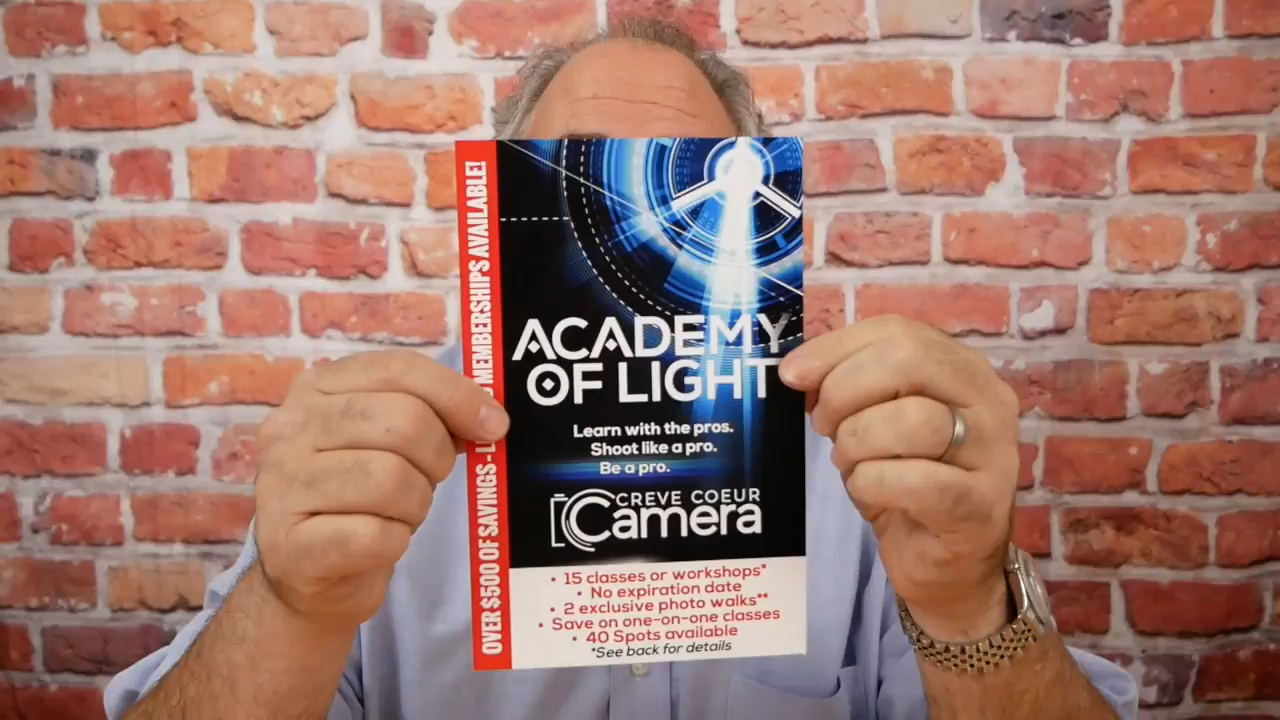 OVER $500 OF SAVINGS - MEMBERSHIPS AVAILABLE!
ACADEMY
OF LIGHT
Learn with the pros.
Shoot like a pro.
Be a pro.
CREVE COEUR
Camera
• 15 classes or workshops*
• No expiration date
• 2 exclusive photo walks**
• Save on one-on-one classes
• 40 Spots available
*See back for details